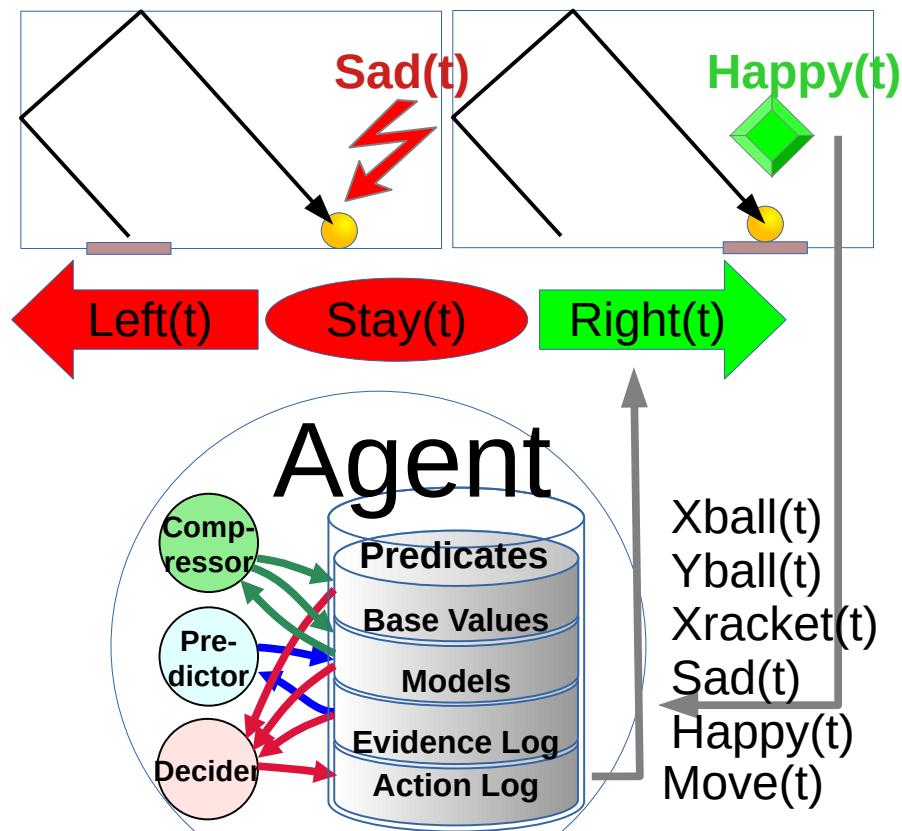 Sad(t)
Happy(t)
Left(t)
Stay(t)
Right(t)
Agent
Comp-
ressor
Pre-
dictor
Decider
Predicates
Base Values
Models
Evidence Log
Action Log
Xball(t)
Yball(t)
Xracket(t)
Sad(t)
Happy(t)
Move(t)